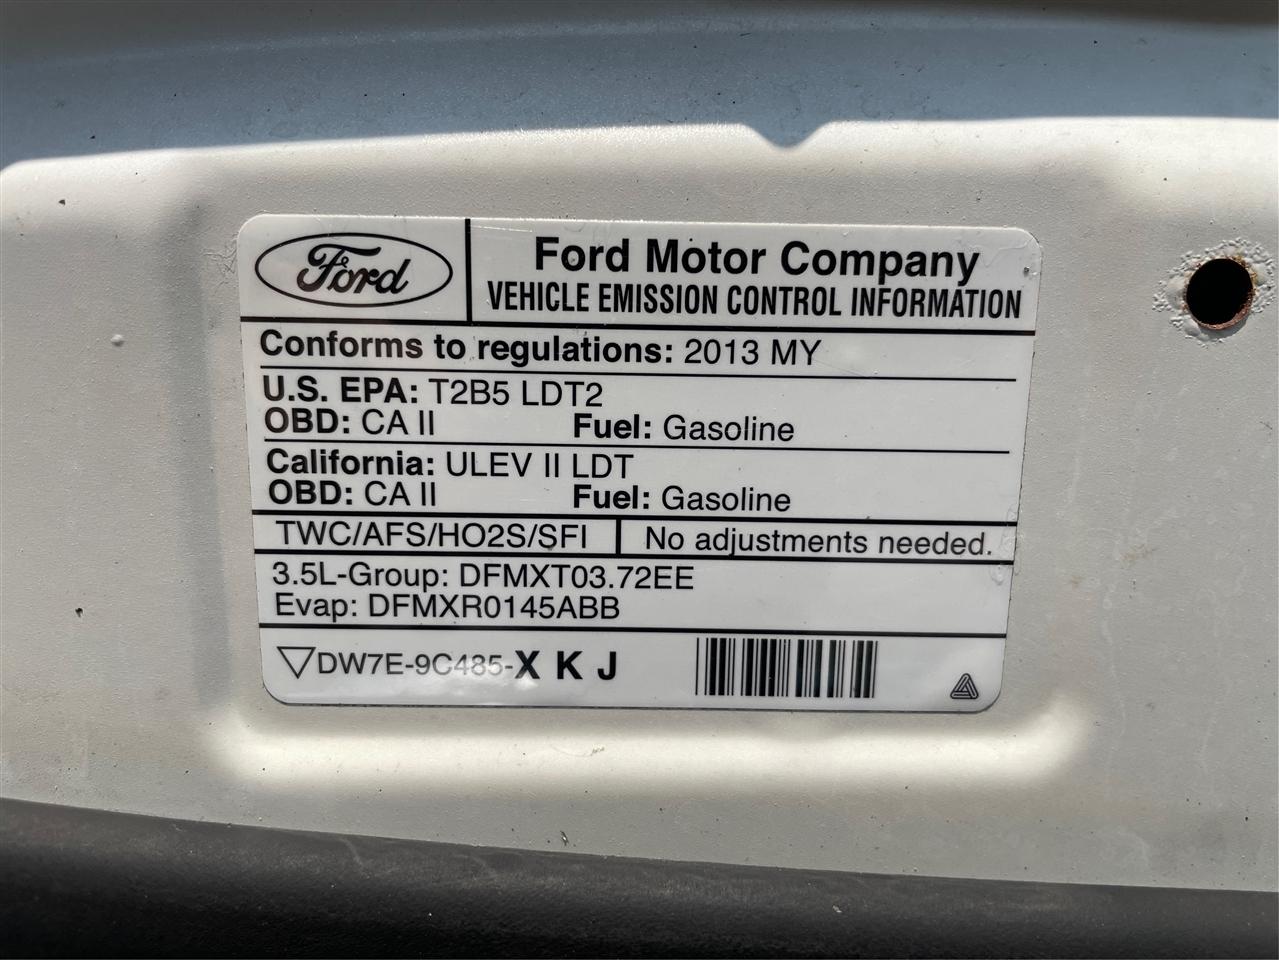 Ford
Ford Motor Company
VEHICLE EMISSION CONTROL INFORMATION
Conforms to regulations: 2013 MY
U.S. EPA: T2B5 LDT2
OBD: CA II Fuel: Gasoline
California: ULEV II LDT
OBD: CA II Fuel: Gasoline
TWC/AFS/HO2S/SFI No adjustments needed.
3.5L-Group: DFMXT03.72EE
Evap: DFMXR0145ABB
DW7E-9C485-X K J